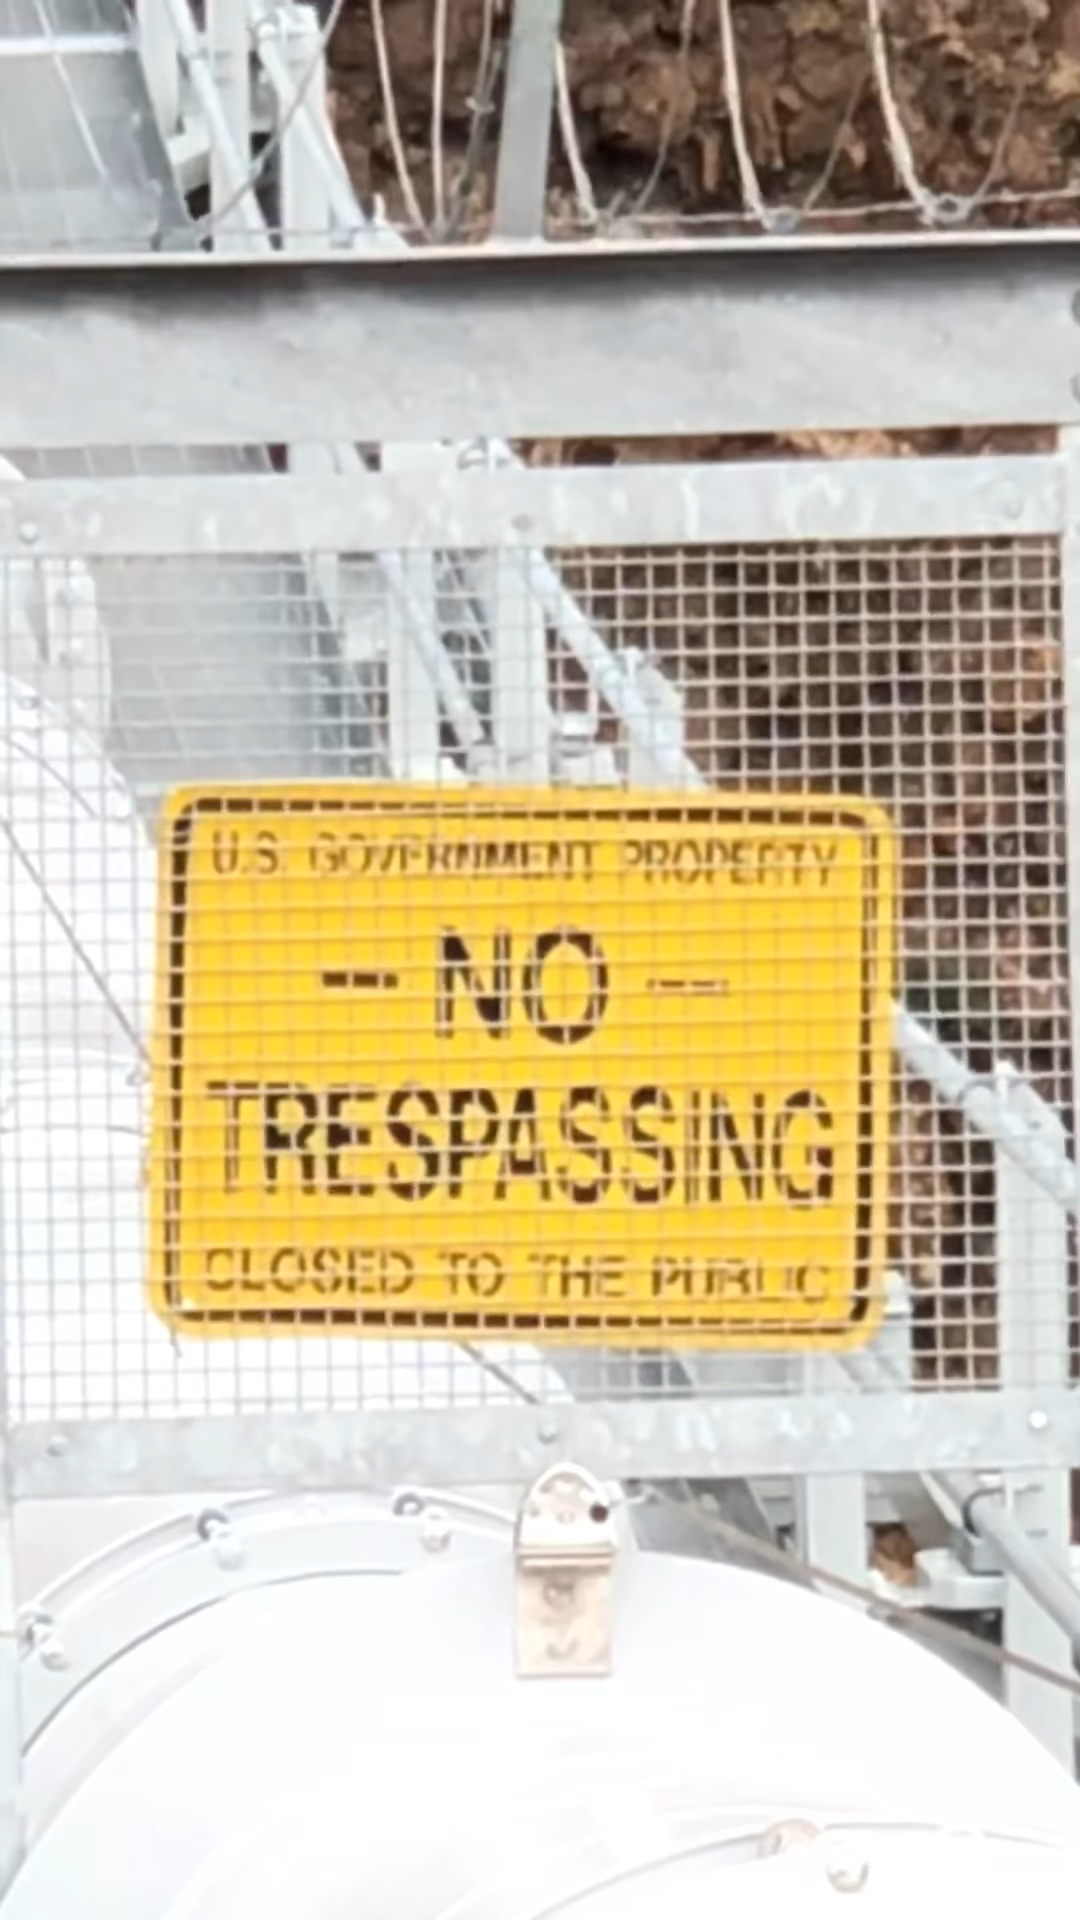 U.S. GOVERNMENT PROPERTY
— NO —
TRESPASSING
CLOSED TO THE PUBLIC